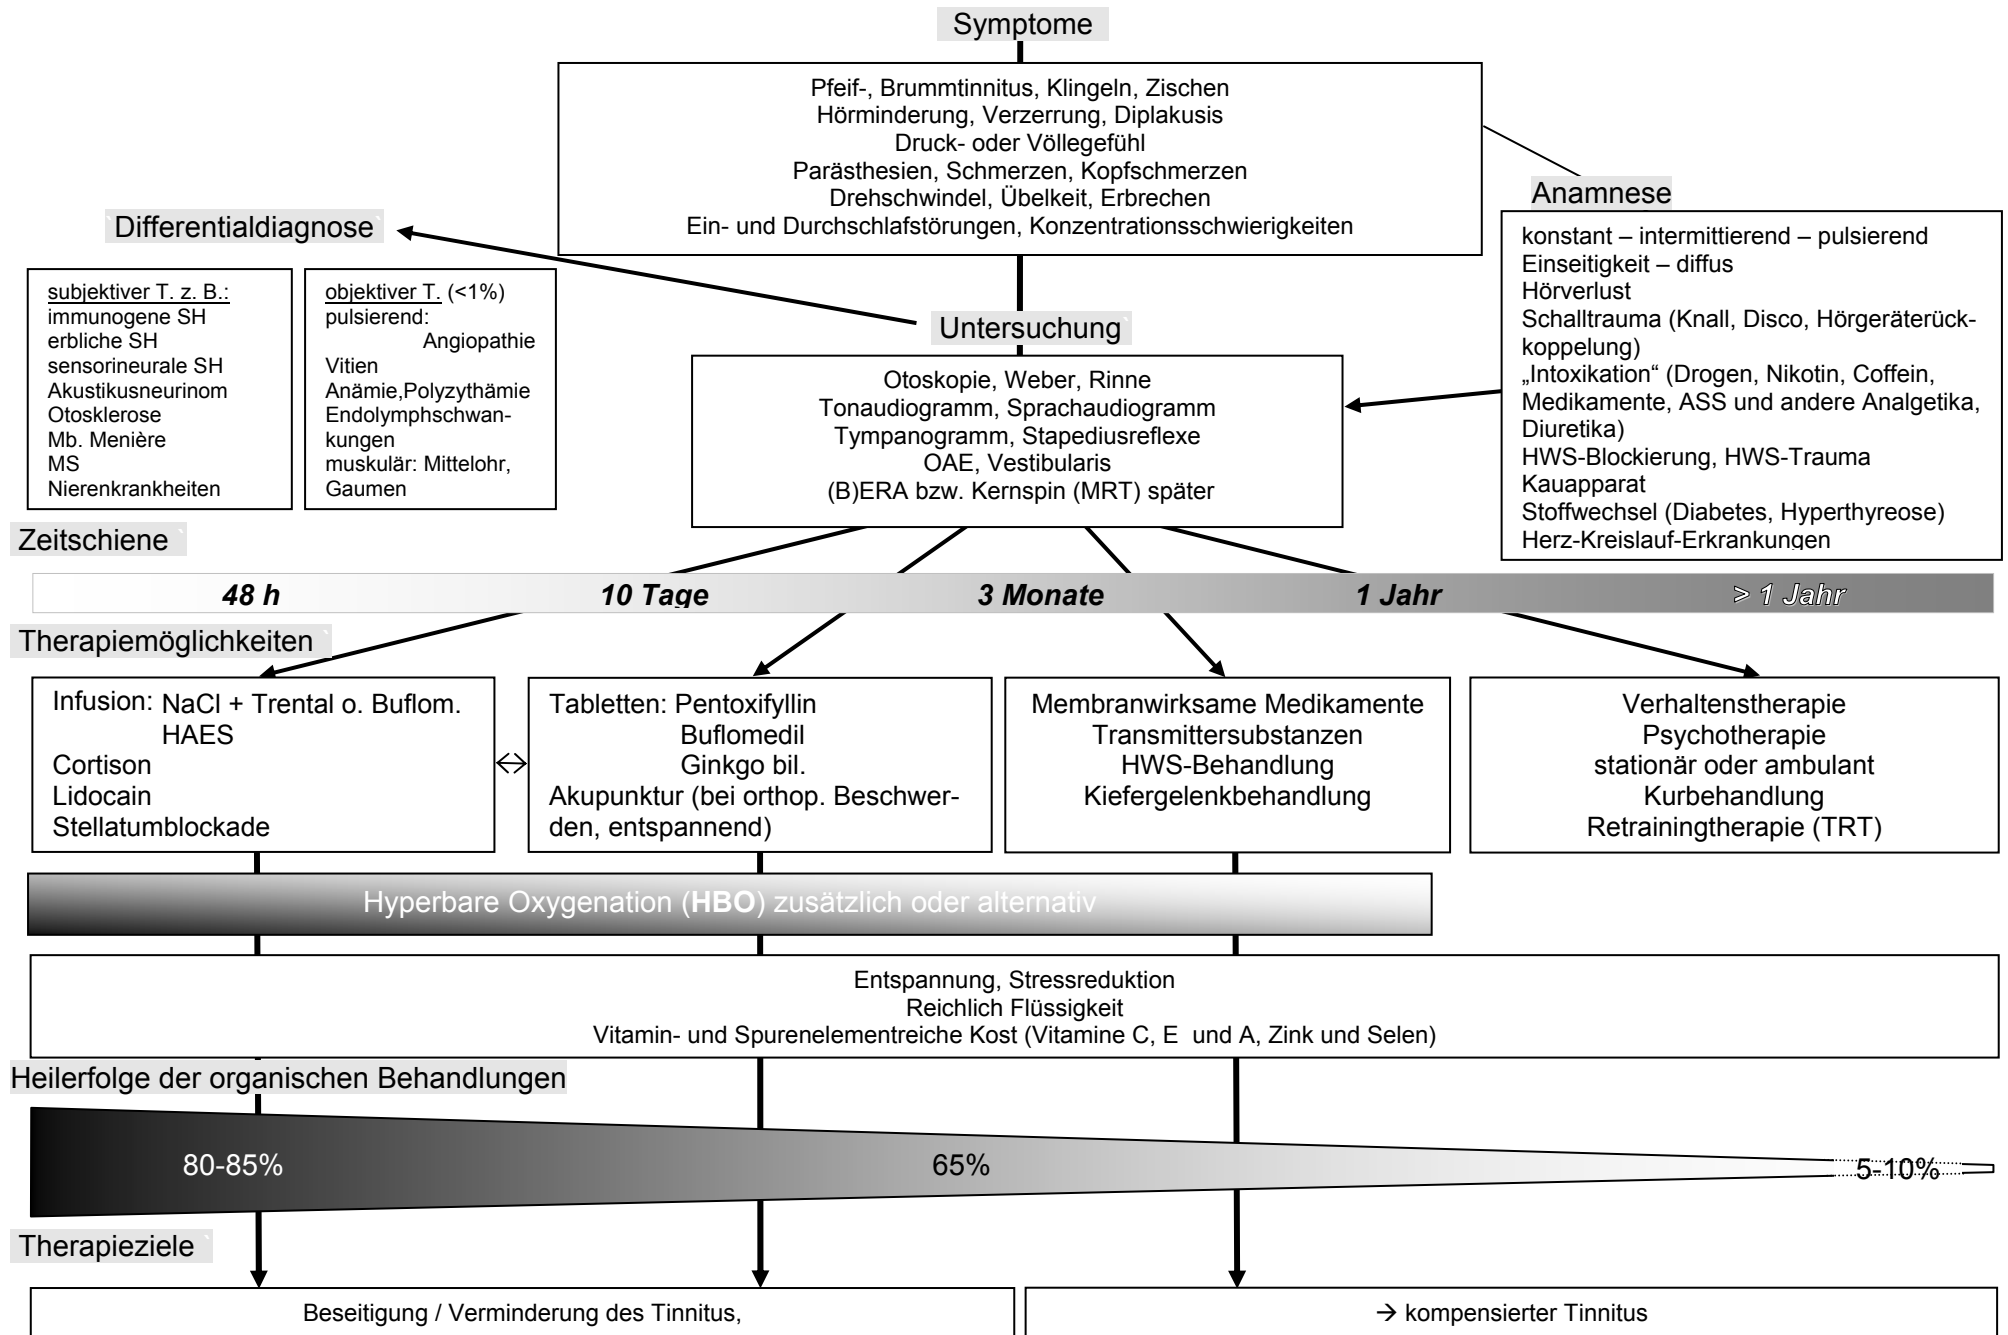 Symptome
Pfeif-, Brummtinnitus, Klingeln, Zischen
Hörminderung, Verzerrung, Diplakusis
Druck- oder Völlegefühl
Parästhesien, Schmerzen, Kopfschmerzen
Drehschwindel, Übelkeit, Erbrechen
Ein- und Durchschlafstörungen, Konzentrationsschwierigkeiten
Anamnese
konstant – intermittierend – pulsierend
Einseitigkeit – diffus
Hörverlust
Schalltrauma (Knall, Disco, Hörgeräterück-
koppelung)
„Intoxikation“ (Drogen, Nikotin, Coffein,
Medikamente, ASS und andere Analgetika,
Diuretika)
HWS-Blockierung, HWS-Trauma
Kauapparat
Stoffwechsel (Diabetes, Hyperthyreose)
Herz-Kreislauf-Erkrankungen
Differentialdiagnose
subjektiver T. z. B.:
immunogene SH
erbliche SH
sensorineurale SH
Akustikusneurinom
Otosklerose
Mb. Menière
MS
Nierenkrankheiten
objektiver T. (<1%)
pulsierend:
Angiopathie
Vitien
Anämie,Polyzythämie
Endolymphschwan-
kungen
muskulär: Mittelohr,
Gaumen
Untersuchung
Otoskopie, Weber, Rinne
Tonaudiogramm, Sprachaudiogramm
Tympanogramm, Stapediusreflexe
OAE, Vestibularis
(B)ERA bzw. Kernspin (MRT) später
Zeitschiene
48 h 10 Tage 3 Monate 1 Jahr > 1 Jahr
Therapiemöglichkeiten
Infusion: NaCl + Trental o. Buflom.
HAES
Cortison
Lidocain
Stellatumblockade
Tabletten: Pentoxifyllin
Buflomedil
Ginkgo bil.
Akupunktur (bei orthop. Beschwer-
den, entspannend)
Membranwirksame Medikamente
Transmittersubstanzen
HWS-Behandlung
Kiefergelenkbehandlung
Verhaltenstherapie
Psychotherapie
stationär oder ambulant
Kurbehandlung
Retrainingtherapie (TRT)
Hyperbare Oxygenation (HBO) zusätzlich oder alternativ
Entspannung, Stressreduktion
Reichlich Flüssigkeit
Vitamin- und Spurenelementreiche Kost (Vitamine C, E und A, Zink und Selen)
Heilerfolge der organischen Behandlungen
80-85% 65% 5-10%
Therapieziele
Beseitigung / Verminderung des Tinnitus,
→ kompensierter Tinnitus